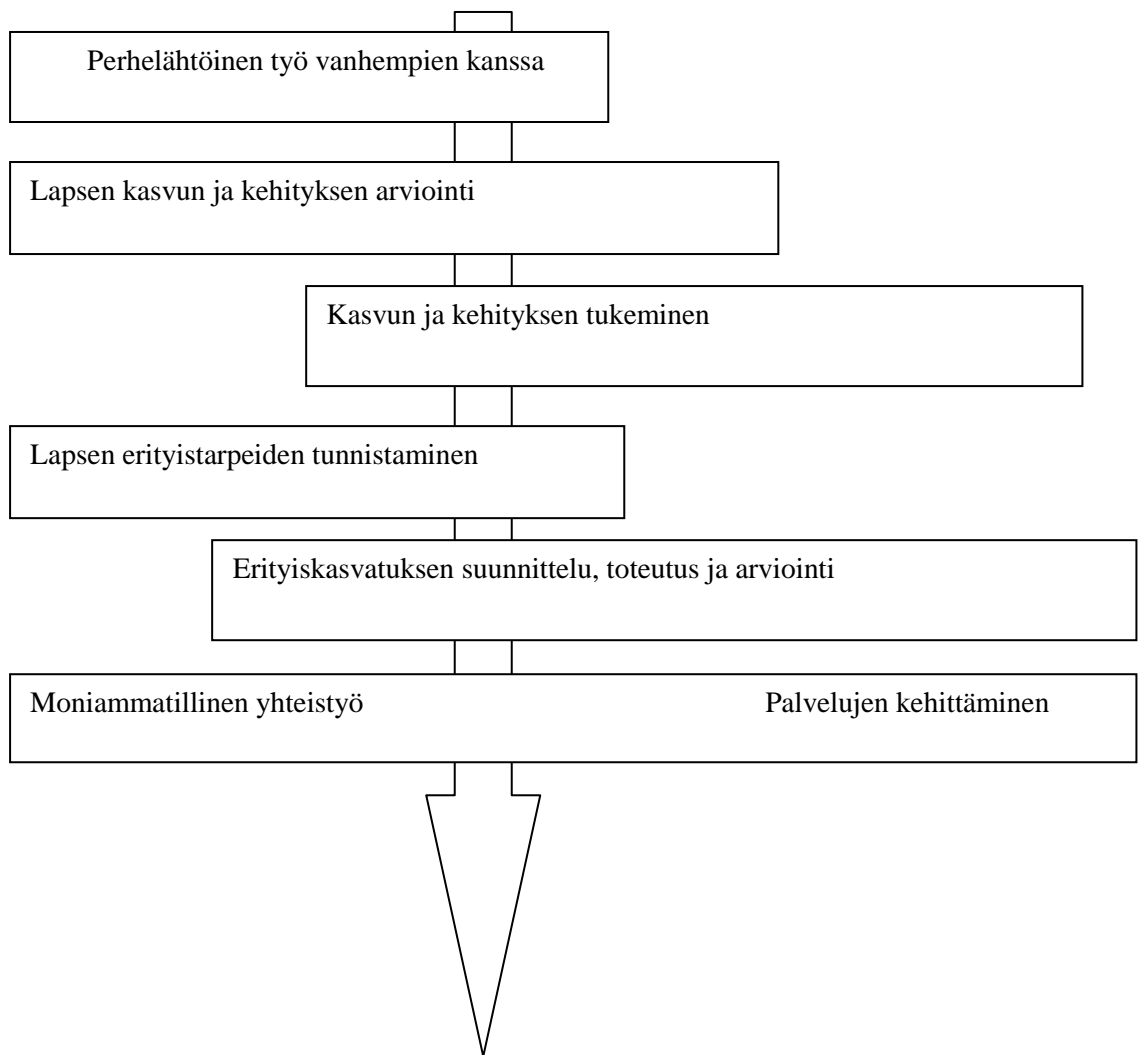 Perhelähtöinen työ vanhempien kanssa
Lapsen kasvun ja kehityksen arviointi
Kasvun ja kehityksen tukeminen
Lapsen erityistarpeiden tunnistaminen
Erityiskasvatuksen suunnittelu, toteutus ja arviointi
Moniammatillinen yhteistyö Palvelujen kehittäminen